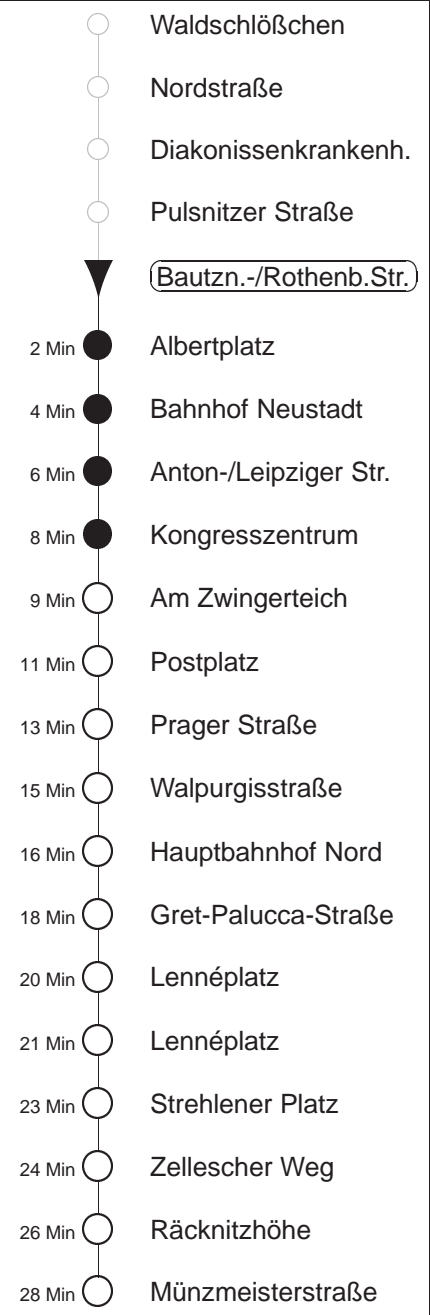 Waldschlößchen
Nordstraße
Diakonissenkrankenh.
Pulsnitzer Straße
Bautzn.-/Rothenb.Str.
2 Min Albertplatz
4 Min Bahnhof Neustadt
6 Min Anton-/Leipziger Str.
8 Min Kongresszentrum
9 Min Am Zwingerteich
11 Min Postplatz
13 Min Prager Straße
15 Min Walpurgisstraße
16 Min Hauptbahnhof Nord
18 Min Gret-Palucca-Straße
20 Min Lennéplatz
21 Min Lennéplatz
23 Min Strehlener Platz
24 Min Zellescher Weg
26 Min Räcknitzhöhe
28 Min Münzmeisterstraße